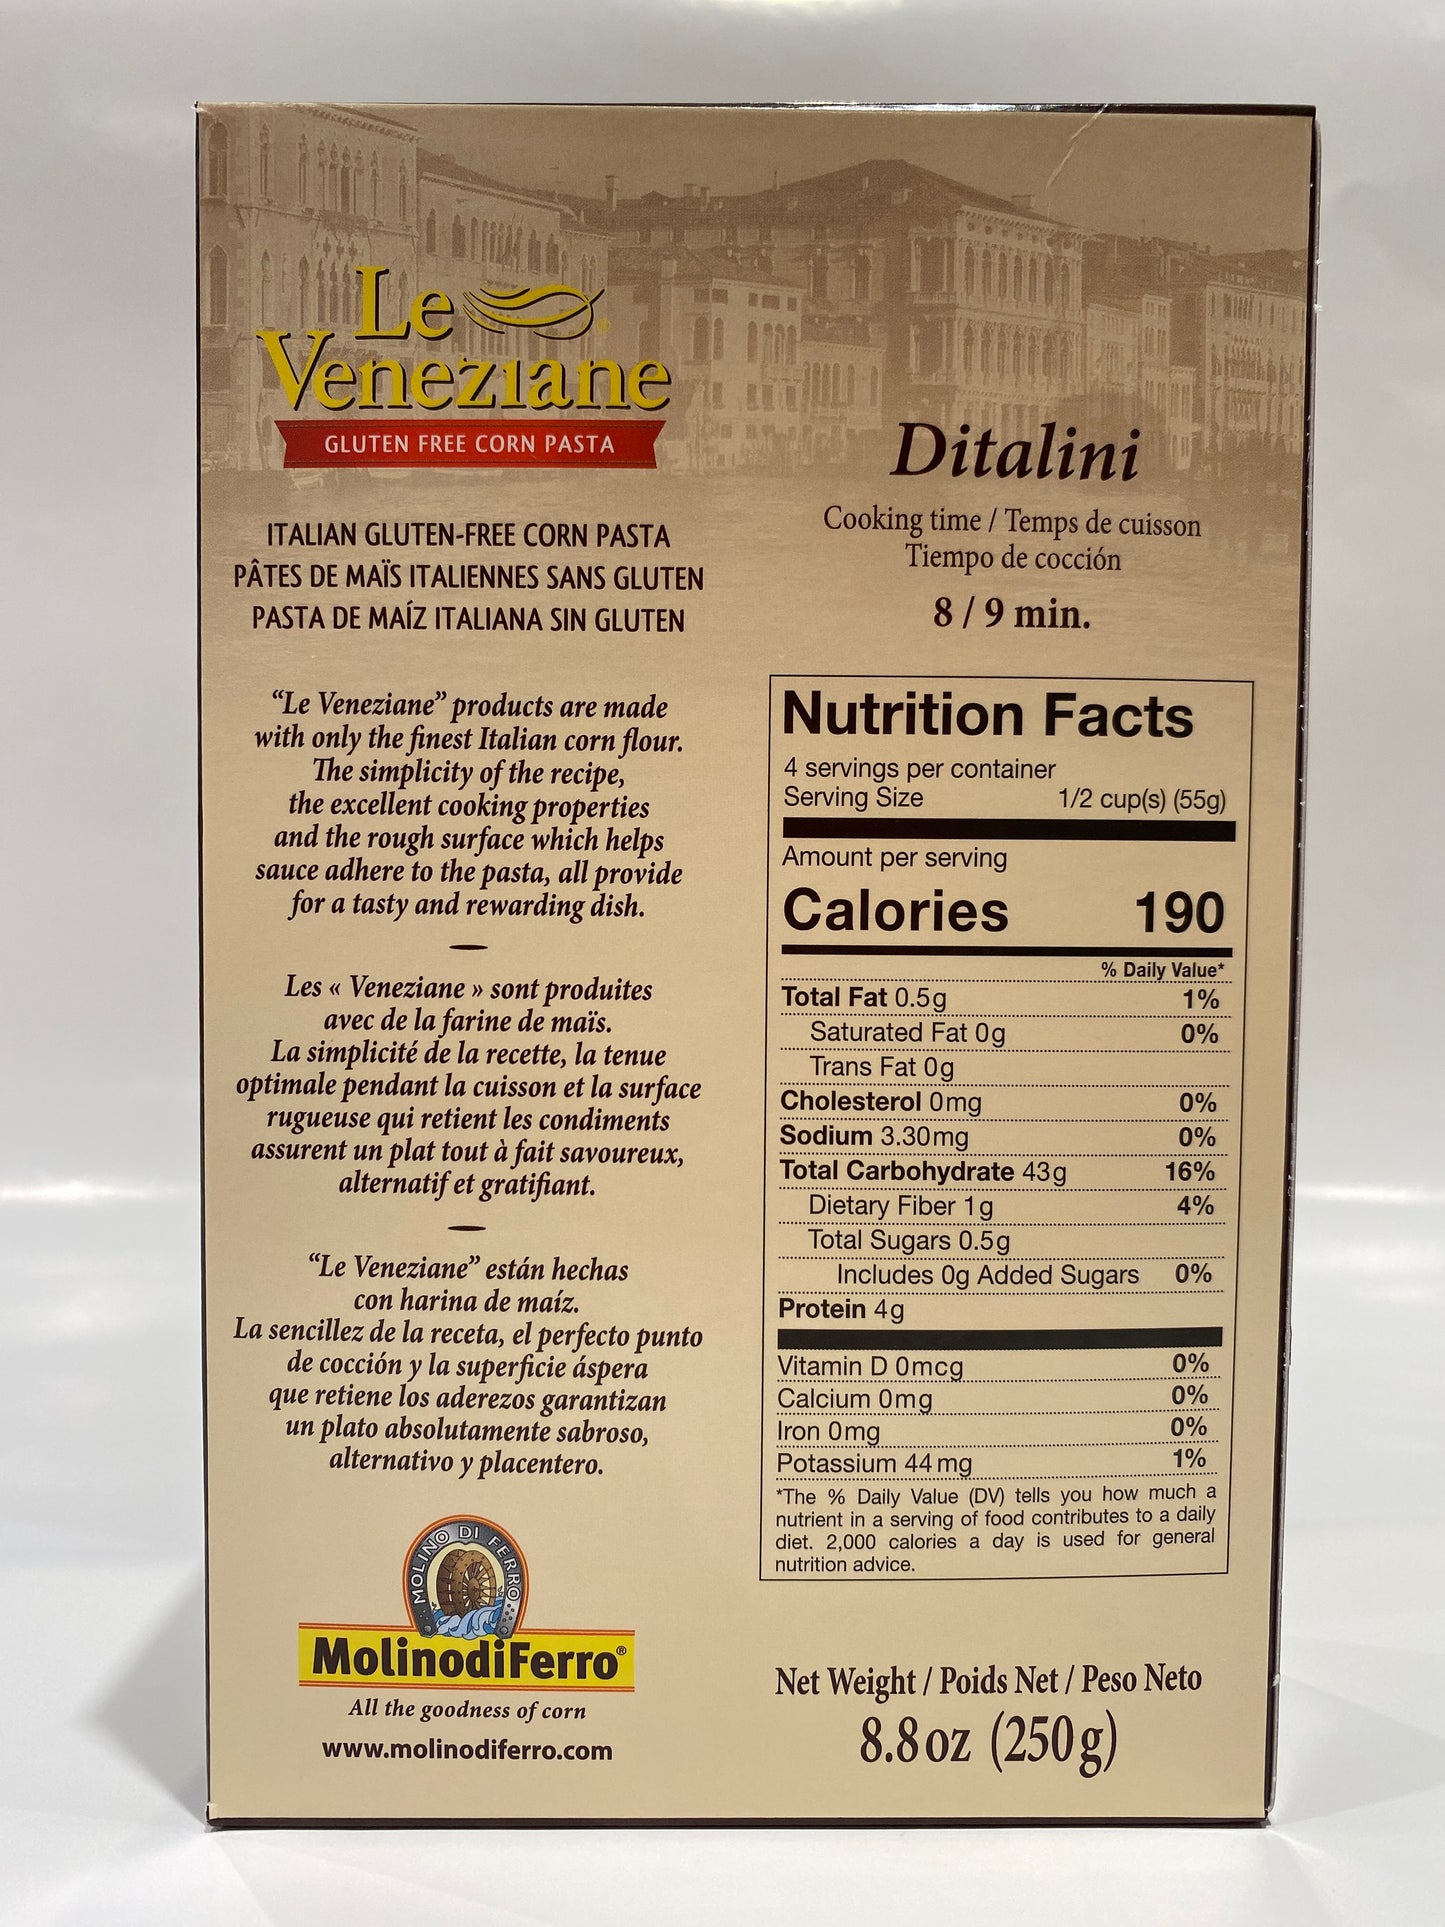 Le
Veneziane
GLUTEN FREE CORN PASTA
ITALIAN GLUTEN-FREE CORN PASTA
PÂTES DE MAÏS ITALIENNES SANS GLUTEN
PASTA DE MAÍZ ITALIANA SIN GLUTEN
“Le Veneziane” products are made
with only the finest Italian corn flour.
The simplicity of the recipe,
the excellent cooking properties
and the rough surface which helps
sauce adhere to the pasta, all provide
for a tasty and rewarding dish.
Les « Veneziane » sont produites
avec de la farine de maïs.
La simplicité de la recette, la tenue
optimale pendant la cuisson et la surface
rugueuse qui retient les condiments
assurent un plat tout à fait savoureux,
alternatif et gratifiant.
“Le Veneziane” están hechas
con harina de maíz.
La sencillez de la receta, el perfecto punto
de cocción y la superficie áspera
que retiene los aderezos garantizan
un plato absolutamente sabroso,
alternativo y placentero.
MOLINO DI FERRO
MolinodiFerro®
All the goodness of corn
www.molinodiferro.com
Ditalini
Cooking time / Temps de cuisson
Tiempo de cocción
8 / 9 min.
Nutrition Facts
4 servings per container
Serving Size 1/2 cup(s) (55g)
Amount per serving
Calories 190
% Daily Value*
Total Fat 0.5g 1%
Saturated Fat 0g 0%
Trans Fat 0g
Cholesterol 0mg 0%
Sodium 3.30mg 0%
Total Carbohydrate 43g 16%
Dietary Fiber 1g 4%
Total Sugars 0.5g
Includes 0g Added Sugars 0%
Protein 4g
Vitamin D 0mcg 0%
Calcium 0mg 0%
Iron 0mg 0%
Potassium 44mg 1%
*The % Daily Value (DV) tells you how much a
nutrient in a serving of food contributes to a daily
diet. 2,000 calories a day is used for general
nutrition advice.
Net Weight / Poids Net / Peso Neto
8.8oz (250g)